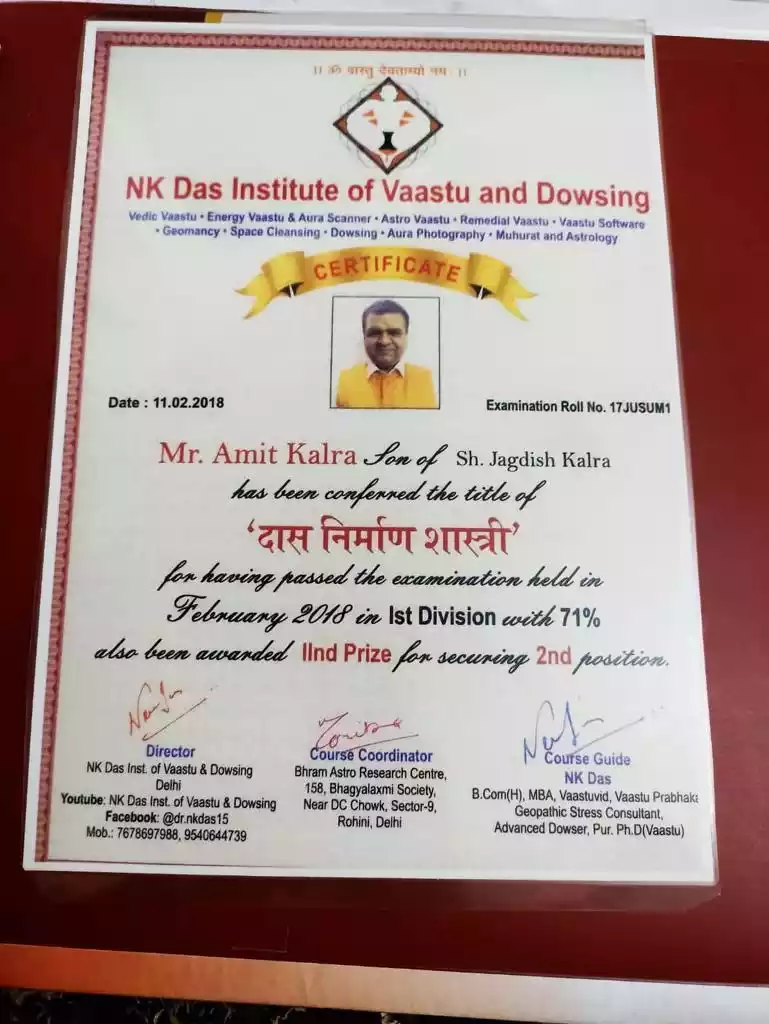 ।। ॐ वास्तु देवताभ्यो नमः ।।
NK Das Institute of Vaastu and Dowsing
Vedic Vaastu • Energy Vaastu & Aura Scanner • Astro Vaastu • Remedial Vaastu • Vaastu Software
• Geomancy • Space Cleansing • Dowsing • Aura Photography • Muhurat and Astrology
CERTIFICATE
Date : 11.02.2018
Examination Roll No. 17JUSUM1
Mr. Amit Kalra Son of Sh. Jagdish Kalra
has been conferred the title of
‘दास निर्माण शास्त्री’
for having passed the examination held in
February 2018 in Ist Division with 71%
also been awarded IInd Prize for securing 2nd position.
Director
NK Das Inst. of Vaastu & Dowsing
Delhi
Youtube: NK Das Inst. of Vaastu & Dowsing
Facebook: @dr.nkdas15
Mob.: 7678697988, 9540644739
Course Coordinator
Bhram Astro Research Centre,
158, Bhagyalaxmi Society,
Near DC Chowk, Sector-9,
Rohini, Delhi
Course Guide
NK Das
B.Com(H), MBA, Vaastuvid, Vaastu Prabhaka
Geopathic Stress Consultant,
Advanced Dowser, Pur. Ph.D(Vaastu)